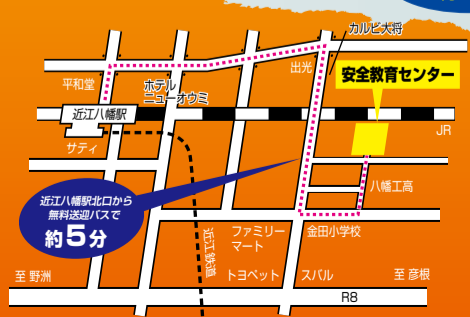 カルビ大将
出光
安全教育センター
平和堂
ホテル
ニューオウミ
近江八幡駅
JR
サティ
八幡工高
近江八幡駅北口から
無料送迎バスで
約5分
近江鉄道
ファミリー
マート
金田小学校
至 野洲
トヨペット
スバル
至 彦根
R8